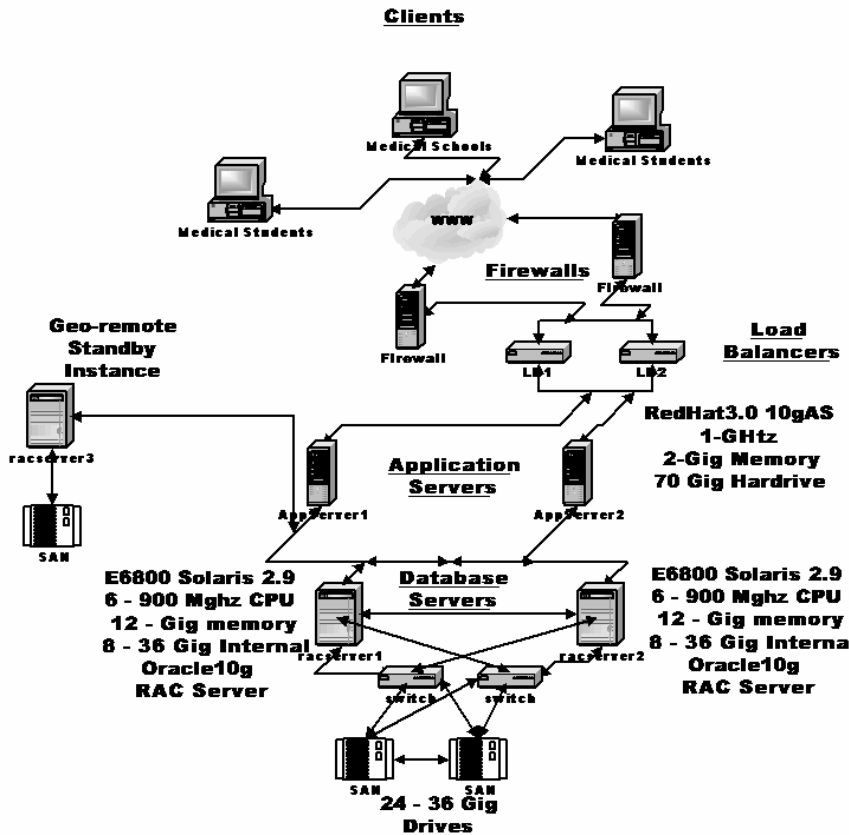 Clients
Medical Schools
Medical Students
Medical Students
www
Firewalls
Firewall
Firewall
Geo-remote
Standby
Instance
Load
Balancers
LB1
LB2
RedHat3.0 10gAS
1-GHtz
2-Gig Memory
70 Gig Hardrive
racserver3
Application
Servers
AppServer1
AppServer2
SAN
E6800 Solaris 2.9
6 - 900 Mghz CPU
12 - Gig memory
8 - 36 Gig Internal
Oracle10g
RAC Server
Database
Servers
E6800 Solaris 2.9
6 - 900 Mghz CPU
12 - Gig memory
8 - 36 Gig Interna
Oracle10g
RAC Server
racserver1
racserver2
switch
switch
SAN
SAN
24 - 36 Gig
Drives